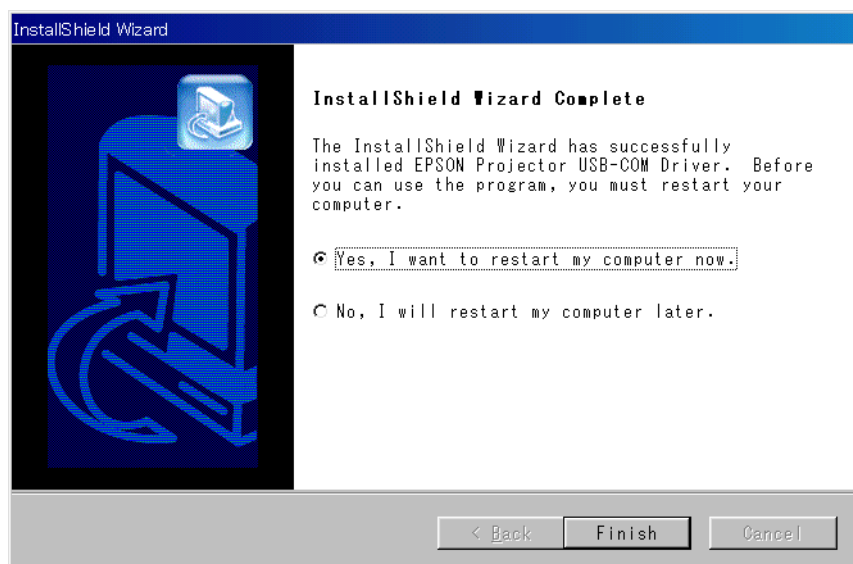 InstallShield Wizard
InstallShield Wizard Complete
The InstallShield Wizard has successfully
installed EPSON Projector USB-COM Driver.  Before
you can use the program, you must restart your
computer.
Yes, I want to restart my computer now.
No, I will restart my computer later.
< Back Finish Cancel